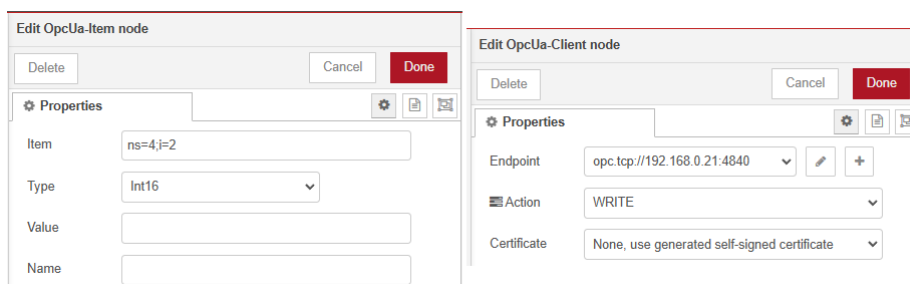 Edit OpcUa-Item node
Delete
Cancel
Done
Properties
Item
ns=4;i=2
Type
Int16
Value
Name
Edit OpcUa-Client node
Delete
Cancel
Done
Properties
Endpoint
opc.tcp://192.168.0.21:4840
Action
WRITE
Certificate
None, use generated self-signed certificate